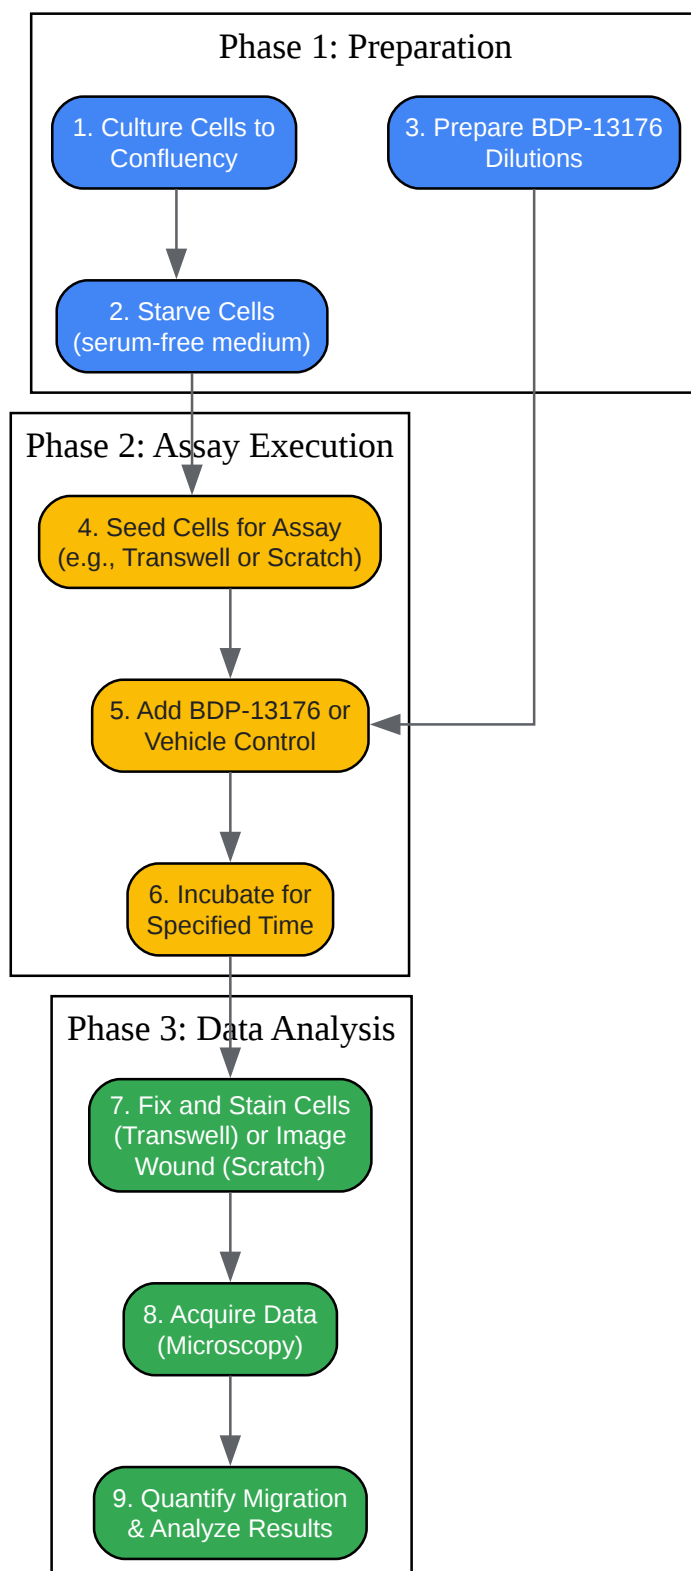 Phase 1: Preparation
1. Culture Cells to
Confluency
3. Prepare BDP-13176
Dilutions
2. Starve Cells
(serum-free medium)
Phase 2: Assay Execution
4. Seed Cells for Assay
(e.g., Transwell or Scratch)
5. Add BDP-13176 or
Vehicle Control
6. Incubate for
Specified Time
Phase 3: Data Analysis
7. Fix and Stain Cells
(Transwell) or Image
Wound (Scratch)
8. Acquire Data
(Microscopy)
9. Quantify Migration
& Analyze Results